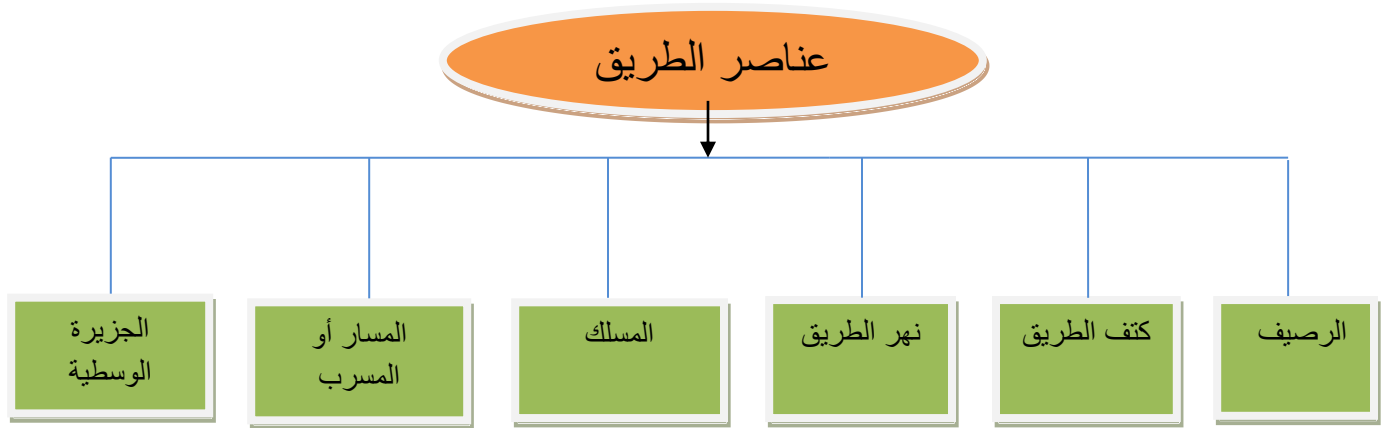 عناصر الطريق
الرصيف
كتف الطريق
نهر الطريق
المسلك
المسار أو
المسرب
الجزيرة
الوسطية